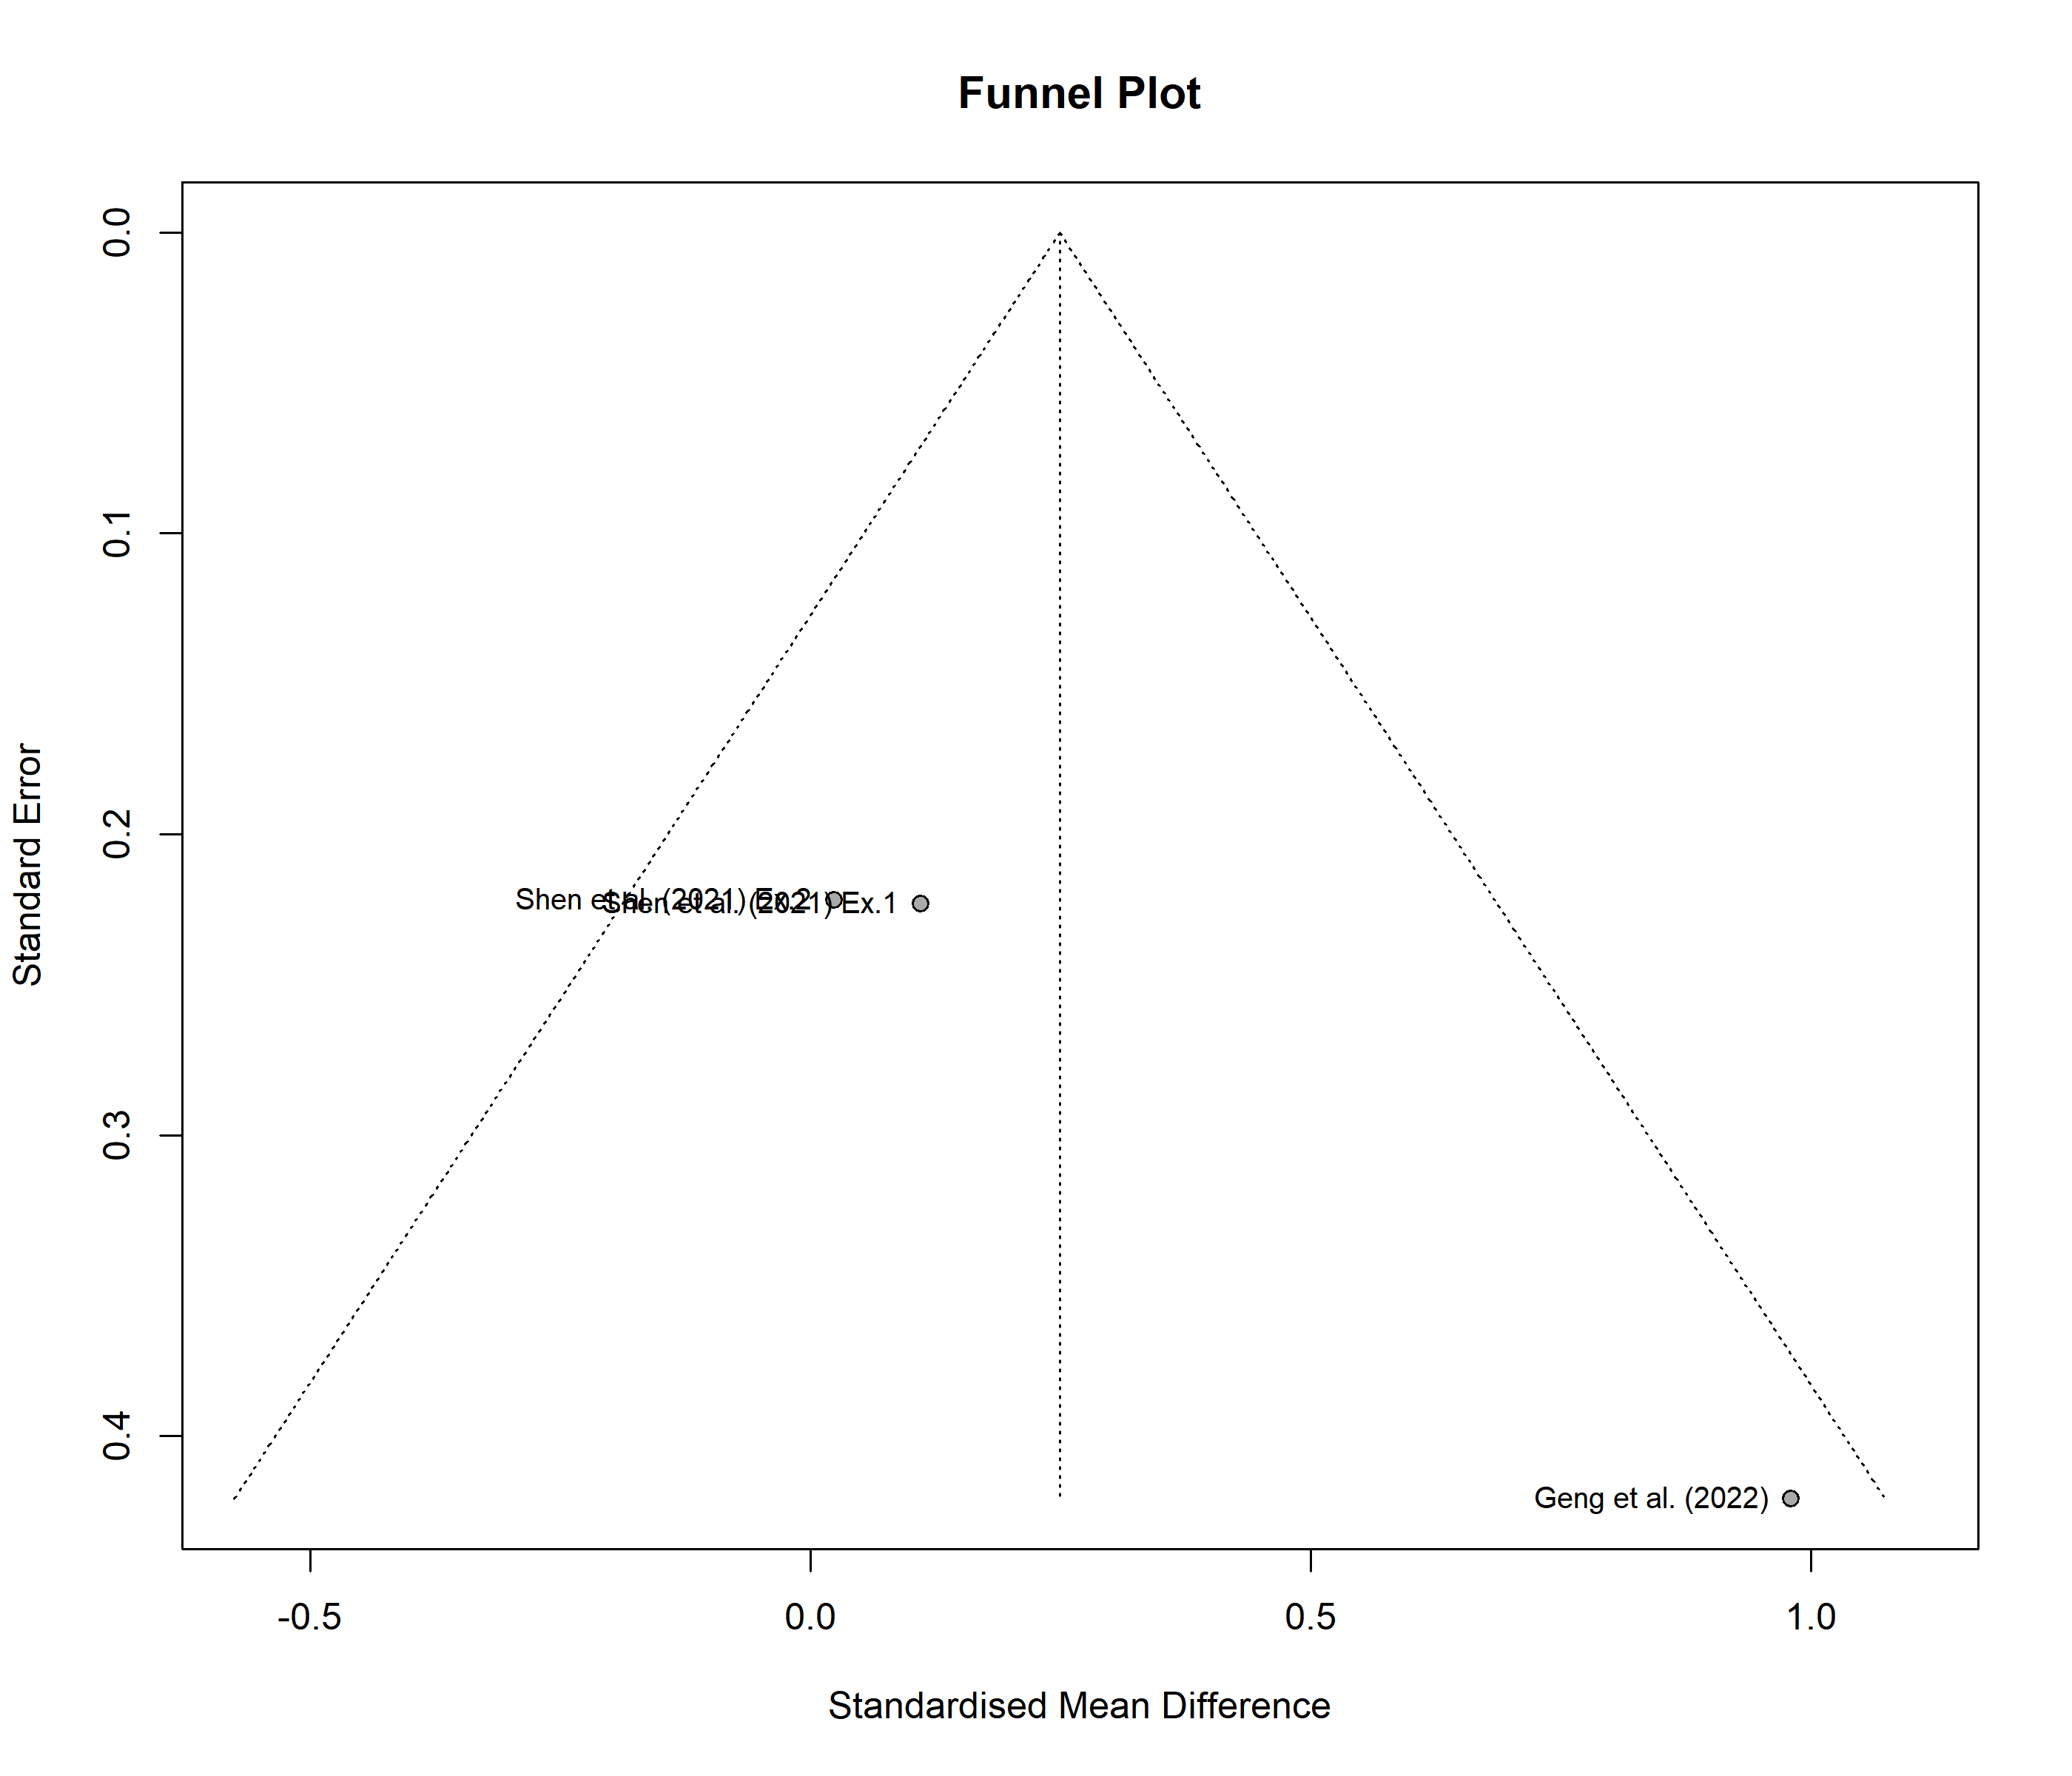 Funnel Plot
0.0
0.1
0.2
0.3
0.4
Standard Error
Shen et al. (2021) Ex.2
Shen et al. (2021) Ex.1
Geng et al. (2022)
-0.5
0.0
0.5
1.0
Standardised Mean Difference